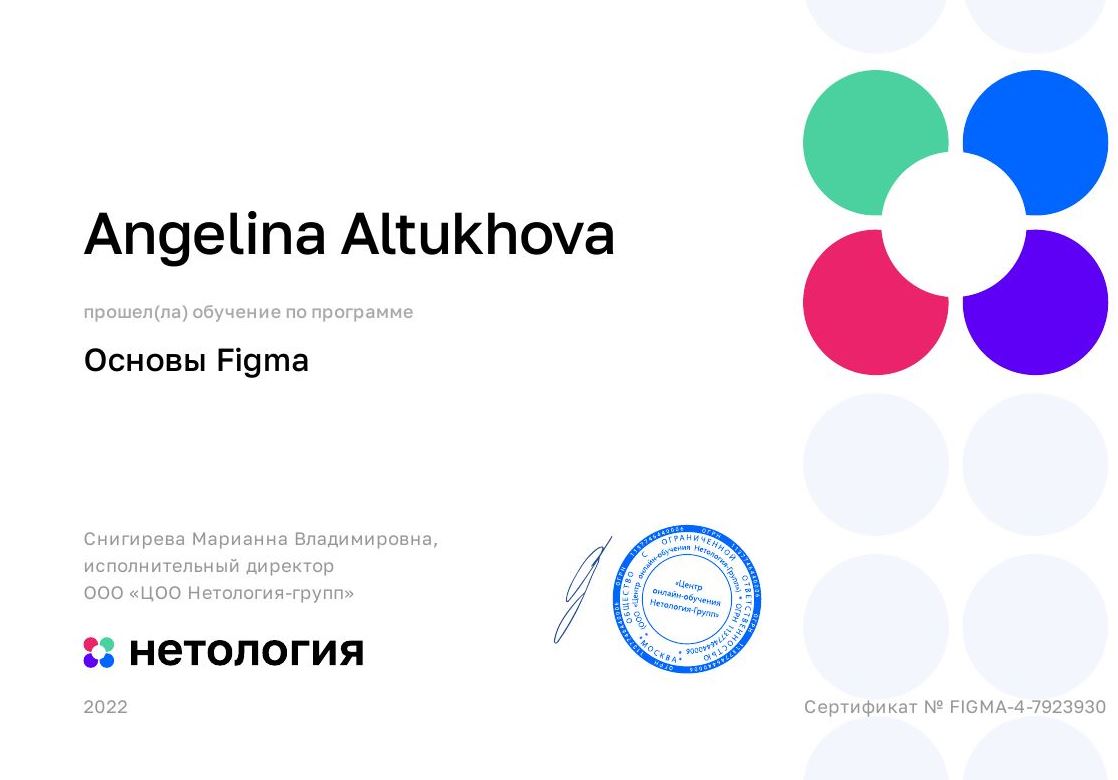 Angelina Altukhova
прошел(ла) обучение по программе
Основы Figma
Снигирева Марианна Владимировна,
исполнительный директор
ООО «ЦОО Нетология-групп»
ОБЩЕСТВО С ОГРАНИЧЕННОЙ ОТВЕТСТВЕННОСТЬЮ
* МОСКВА *
(ООО «Центр онлайн-обучения Нетология-Групп») * ОГРН 1137746440006 *
«Центр
онлайн-обучения
Нетология-Групп»
нетология
2022
Сертификат № FIGMA-4-7923930